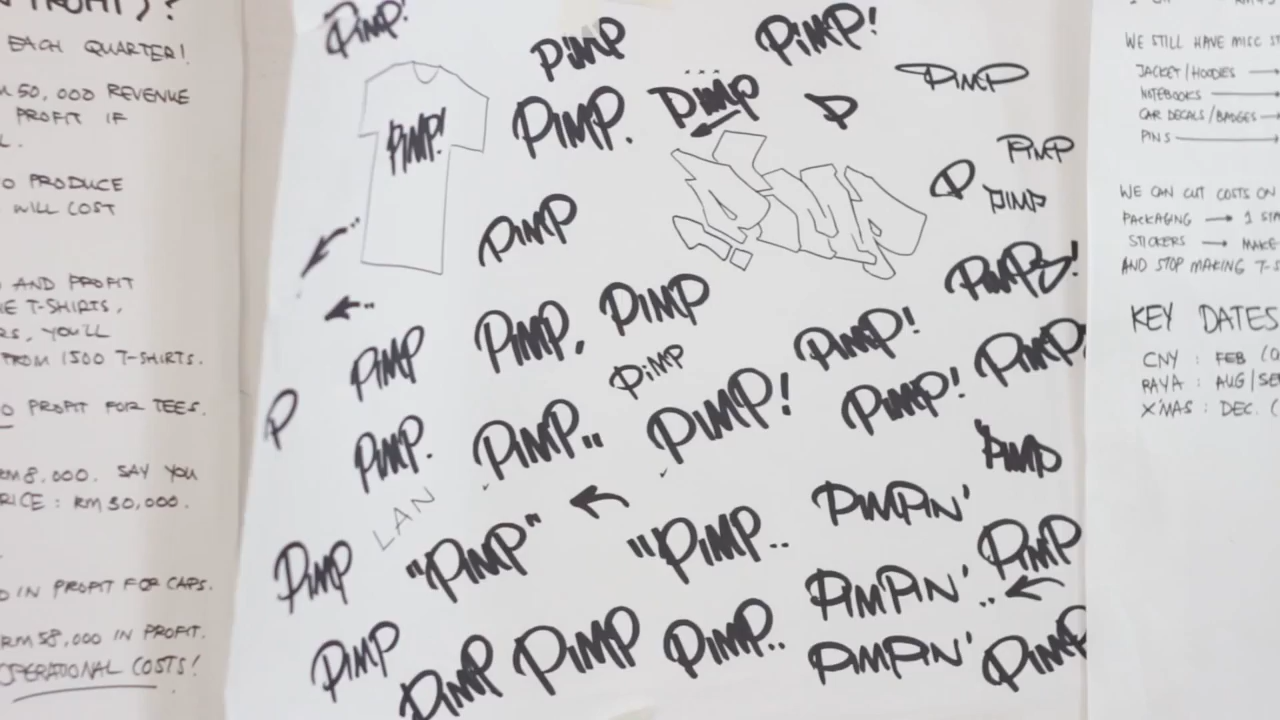 PROFIT)?
EACH QUARTER!
50,000 REVENUE
PROFIT IF
PRODUCE
WILL COST
AND PROFIT
T-SHIRTS,
YOU'LL
FROM 1500 T-SHIRTS.
PROFIT FOR TEES.
RM8,000. SAY YOU
PRICE: RM30,000.
IN PROFIT FOR CAPS.
RM58,000 IN PROFIT.
OPERATIONAL COSTS!
PIMP!
PIMP
PIMP!
PIMP!
PIMP.
PIMP
P
PIMP
PIMP
P
PIMP
PIMP
PIMP!
PIMPS!
PIMP
PIMP.
PIMP
PIMP!
PIMP
PIMP
P
PIMP.
PIMP..
PIMP!
PIMP!
PIMP
LAN
"PIMP"
"PIMP..
PIMPIN'
PIMP
PIMP
PIMPIN'..
PIMP
PIMP
PIMP
PIMP..
PIMPIN'
PIMP
WE STILL HAVE MISC
JACKET/HOODIES →
NOTEBOOKS →
CAR DECALS/BADGES →
PINS →
WE CAN CUT COSTS ON
PACKAGING → 1
STICKERS → MAKE
AND STOP MAKING
KEY DATES
CNY : FEB
RAYA : AUG/SE
X'MAS : DEC. (